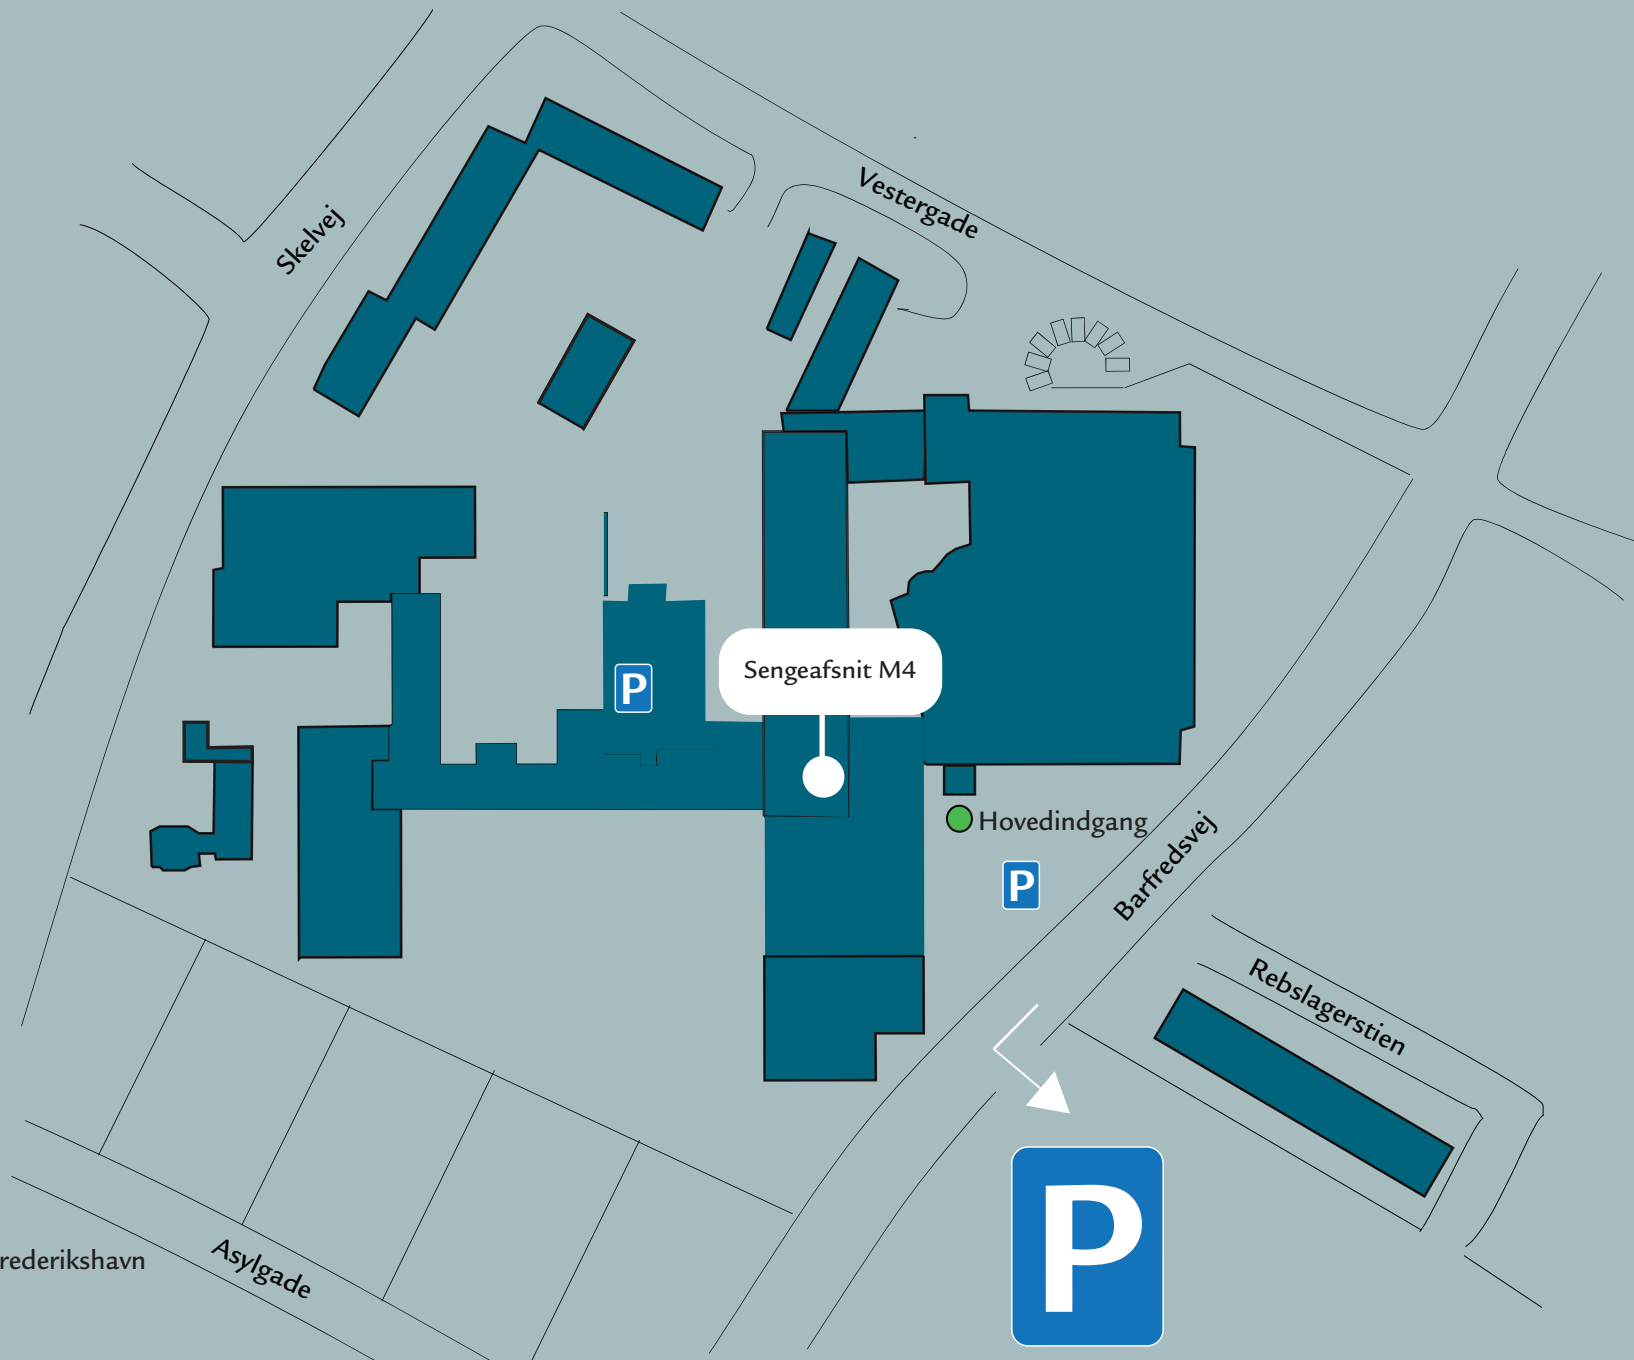 Skelvej
Vestergade
P
Sengeafsnit M4
Hovedindgang
P
Barfredsvej
Rebslagerstien
P
Asylgade
rederikshavn